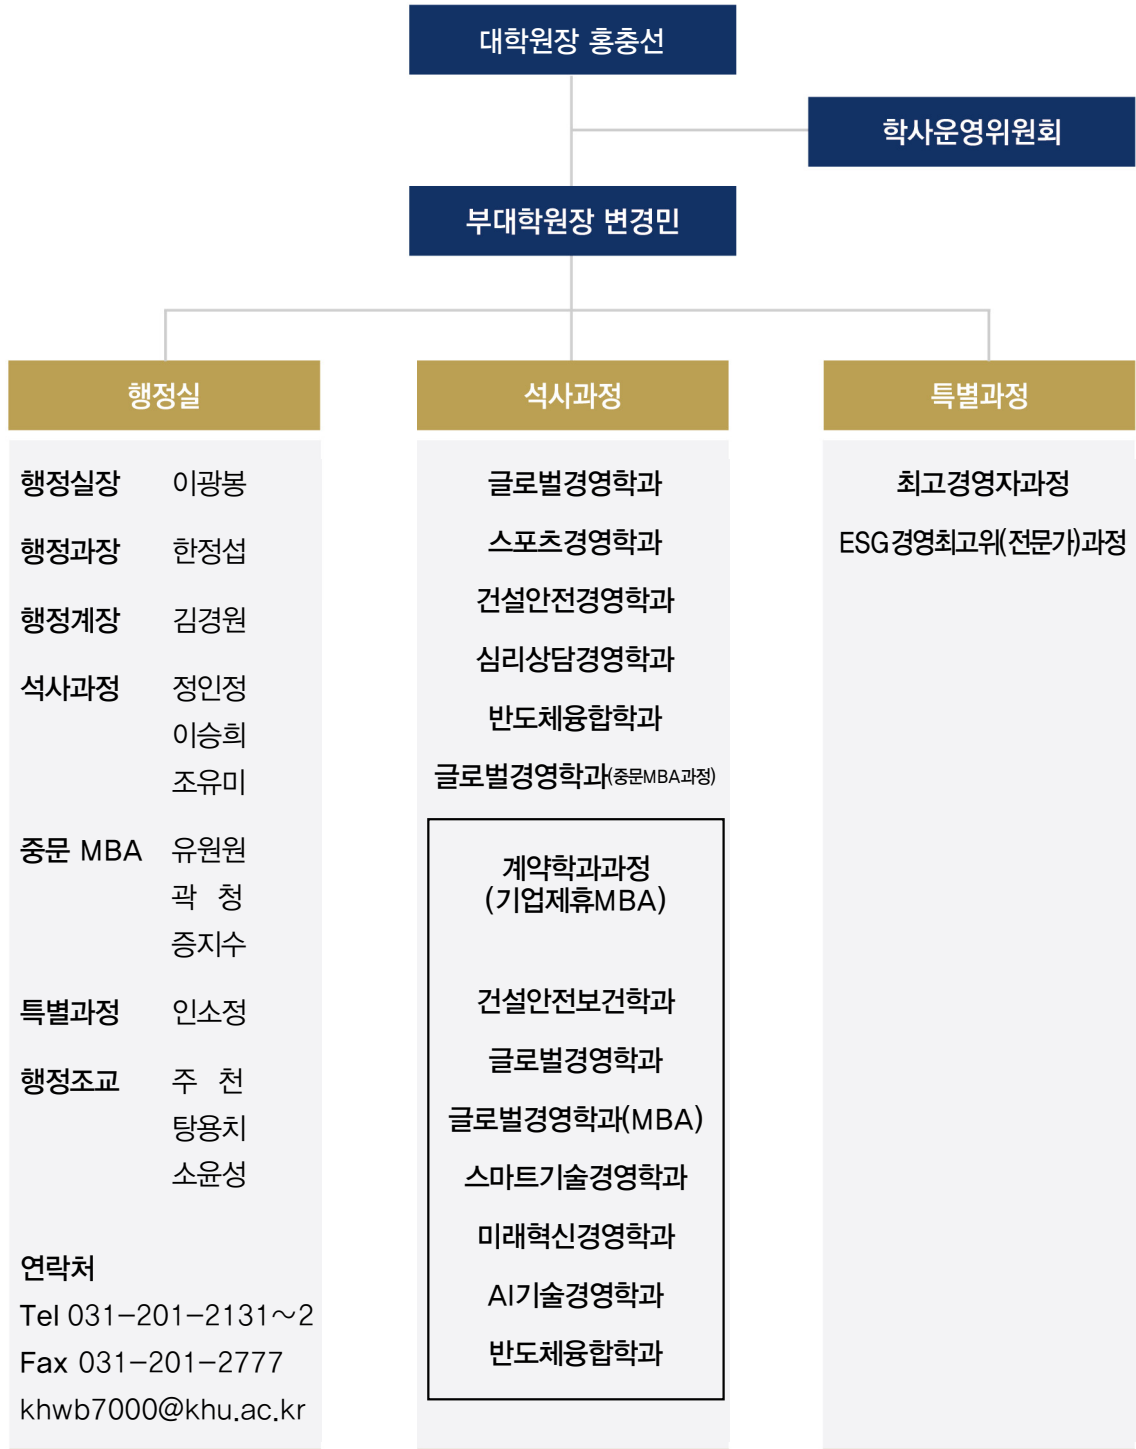 대학원장 홍충선
학사운영위원회
부대학원장 변경민
행정실
행정실장 이광봉
행정과장 한정섭
행정계장 김경원
석사과정 정인정
이승희
조유미
중문 MBA 유원원
곽 청
증지수
특별과정 인소정
행정조교 주 천
탕용치
소윤성
연락처
Tel 031-201-2131~2
Fax 031-201-2777
khwb7000@khu.ac.kr
석사과정
글로벌경영학과
스포츠경영학과
건설안전경영학과
심리상담경영학과
반도체융합학과
글로벌경영학과(중문MBA과정)
계약학과과정
(기업제휴MBA)
건설안전보건학과
글로벌경영학과
글로벌경영학과(MBA)
스마트기술경영학과
미래혁신경영학과
AI기술경영학과
반도체융합학과
특별과정
최고경영자과정
ESG경영최고위(전문가)과정